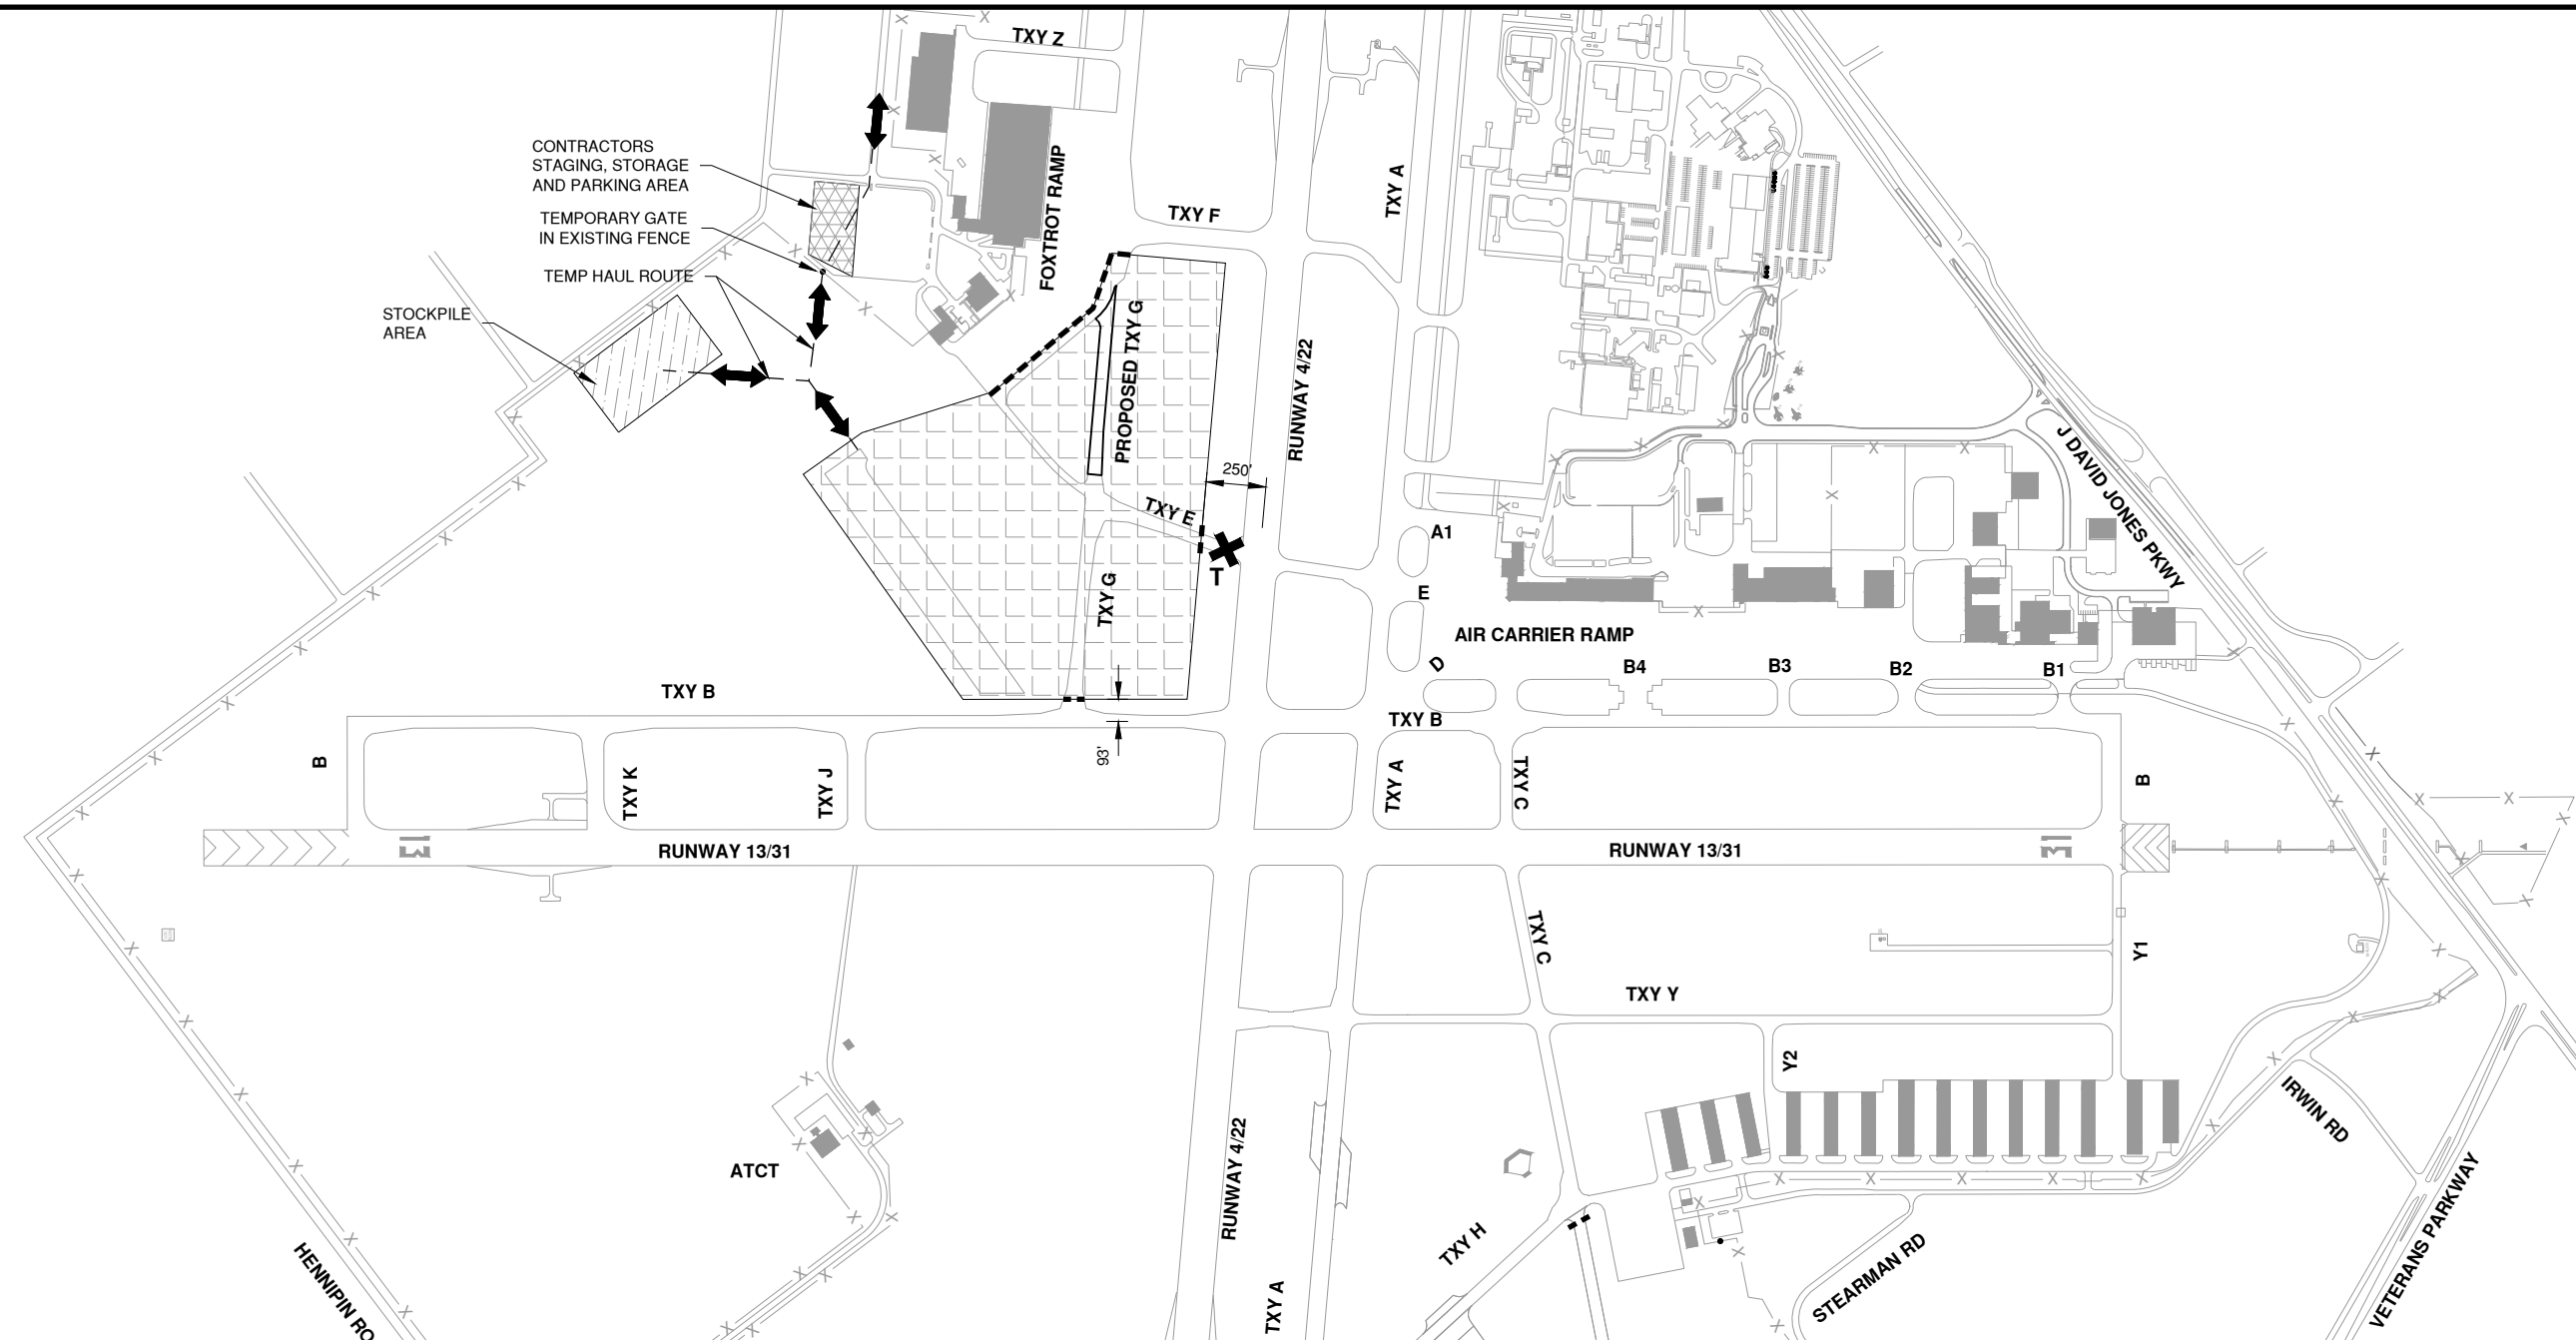 TXY Z
CONTRACTORS
STAGING, STORAGE
AND PARKING AREA
TEMPORARY GATE
IN EXISTING FENCE
TEMP HAUL ROUTE
STOCKPILE
AREA
FOXTROT RAMP
TXY F
TXY A
PROPOSED TXY G
RUNWAY 4/22
250'
TXY E
T
TXY G
A1
E
D
AIR CARRIER RAMP
B4
B3
B2
B1
J DAVID JONES PKWY
TXY B
TXY B
93'
B
TXY K
TXY J
TXY A
TXY C
B
13
RUNWAY 13/31
RUNWAY 13/31
31
TXY C
TXY Y
Y1
Y2
ATCT
RUNWAY 4/22
TXY A
TXY H
STEARMAN RD
IRWIN RD
VETERANS PARKWAY
HENNIPIN RO